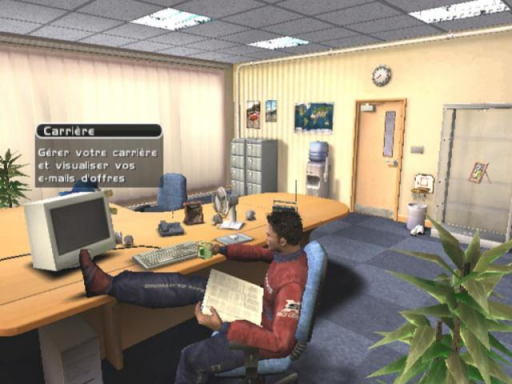 Carrière
Gérer votre carrière
et visualiser vos
e-mails d'offres